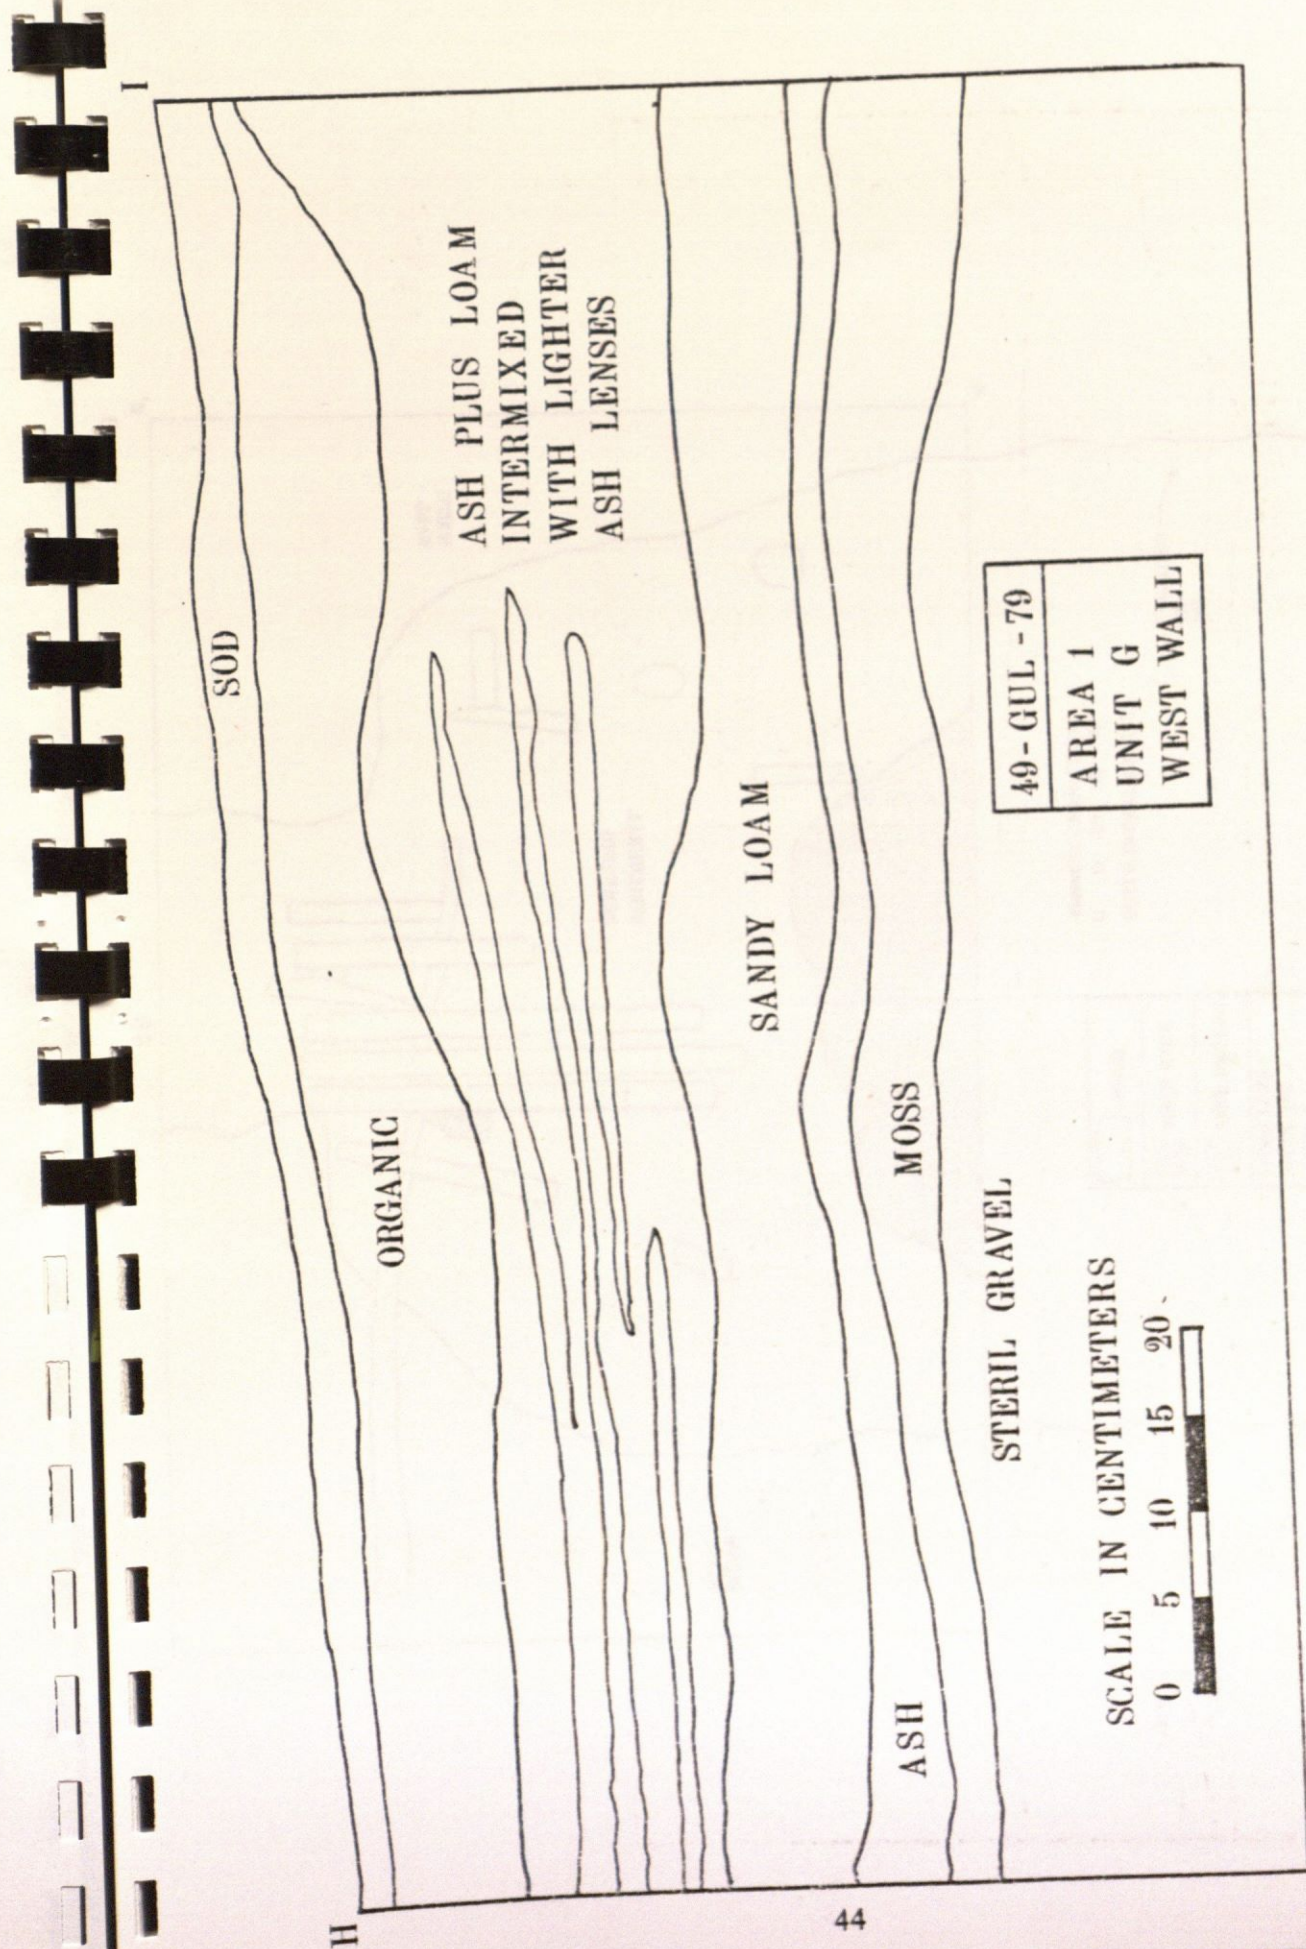 H
I
SOD
ORGANIC
ASH PLUS LOAM
INTERMIXED
WITH LIGHTER
ASH LENSES
SANDY LOAM
ASH
MOSS
STERIL GRAVEL
49-GUL-79
AREA 1
UNIT G
WEST WALL
SCALE IN CENTIMETERS
0 5 10 15 20
44